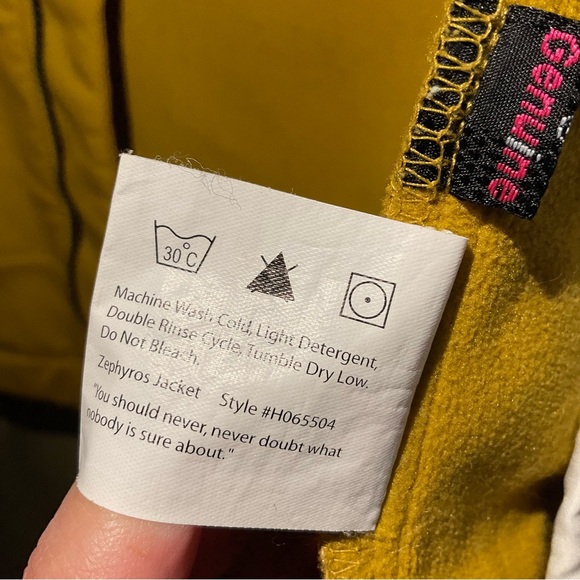 Genuine
30°C
Machine Wash Cold, Light Detergent,
Double Rinse Cycle, Tumble Dry Low.
Do Not Bleach.
Zephyros Jacket Style #H065504
"You should never, never doubt what
nobody is sure about."